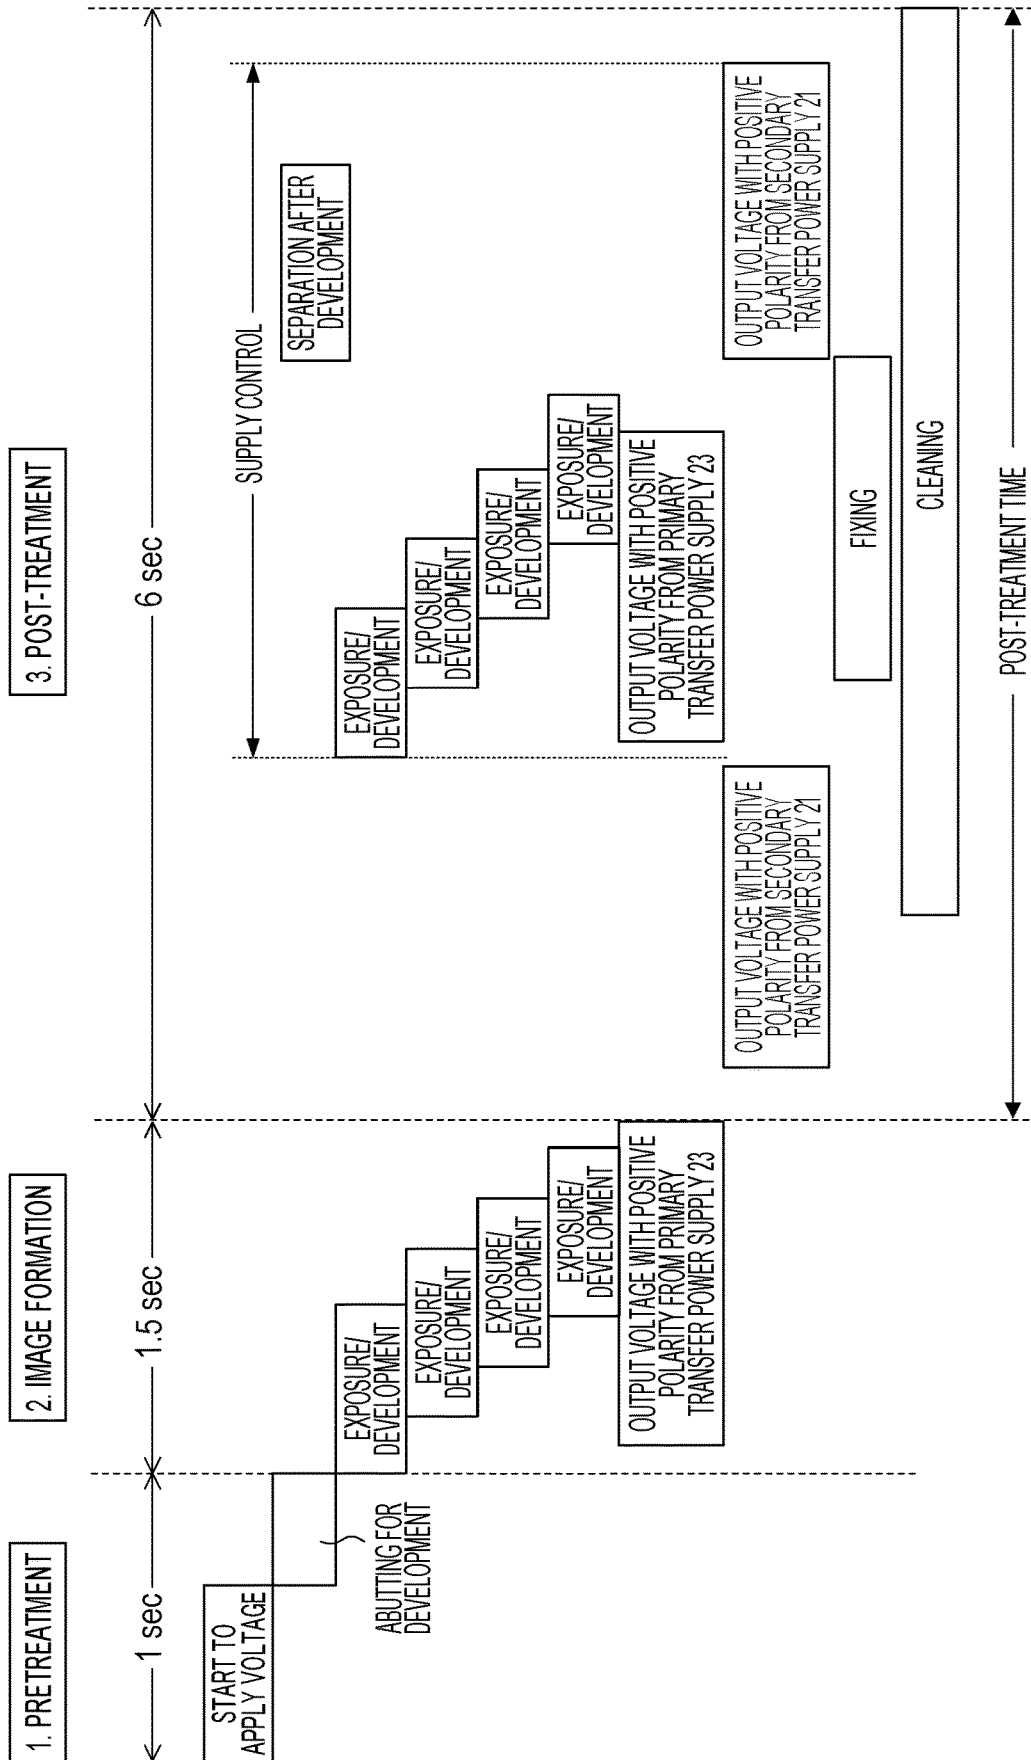 1. PRETREATMENT
2. IMAGE FORMATION
3. POST-TREATMENT
1 sec
1.5 sec
6 sec
START TO
APPLY VOLTAGE
ABUTTING FOR
DEVELOPMENT
EXPOSURE/
DEVELOPMENT
EXPOSURE/
DEVELOPMENT
EXPOSURE/
DEVELOPMENT
EXPOSURE/
DEVELOPMENT
OUTPUT VOLTAGE WITH POSITIVE
POLARITY FROM PRIMARY
TRANSFER POWER SUPPLY 23
SUPPLY CONTROL
SEPARATION AFTER
DEVELOPMENT
EXPOSURE/
DEVELOPMENT
EXPOSURE/
DEVELOPMENT
EXPOSURE/
DEVELOPMENT
EXPOSURE/
DEVELOPMENT
OUTPUT VOLTAGE WITH POSITIVE
POLARITY FROM PRIMARY
TRANSFER POWER SUPPLY 23
OUTPUT VOLTAGE WITH POSITIVE
POLARITY FROM SECONDARY
TRANSFER POWER SUPPLY 21
OUTPUT VOLTAGE WITH POSITIVE
POLARITY FROM SECONDARY
TRANSFER POWER SUPPLY 21
FIXING
CLEANING
POST-TREATMENT TIME